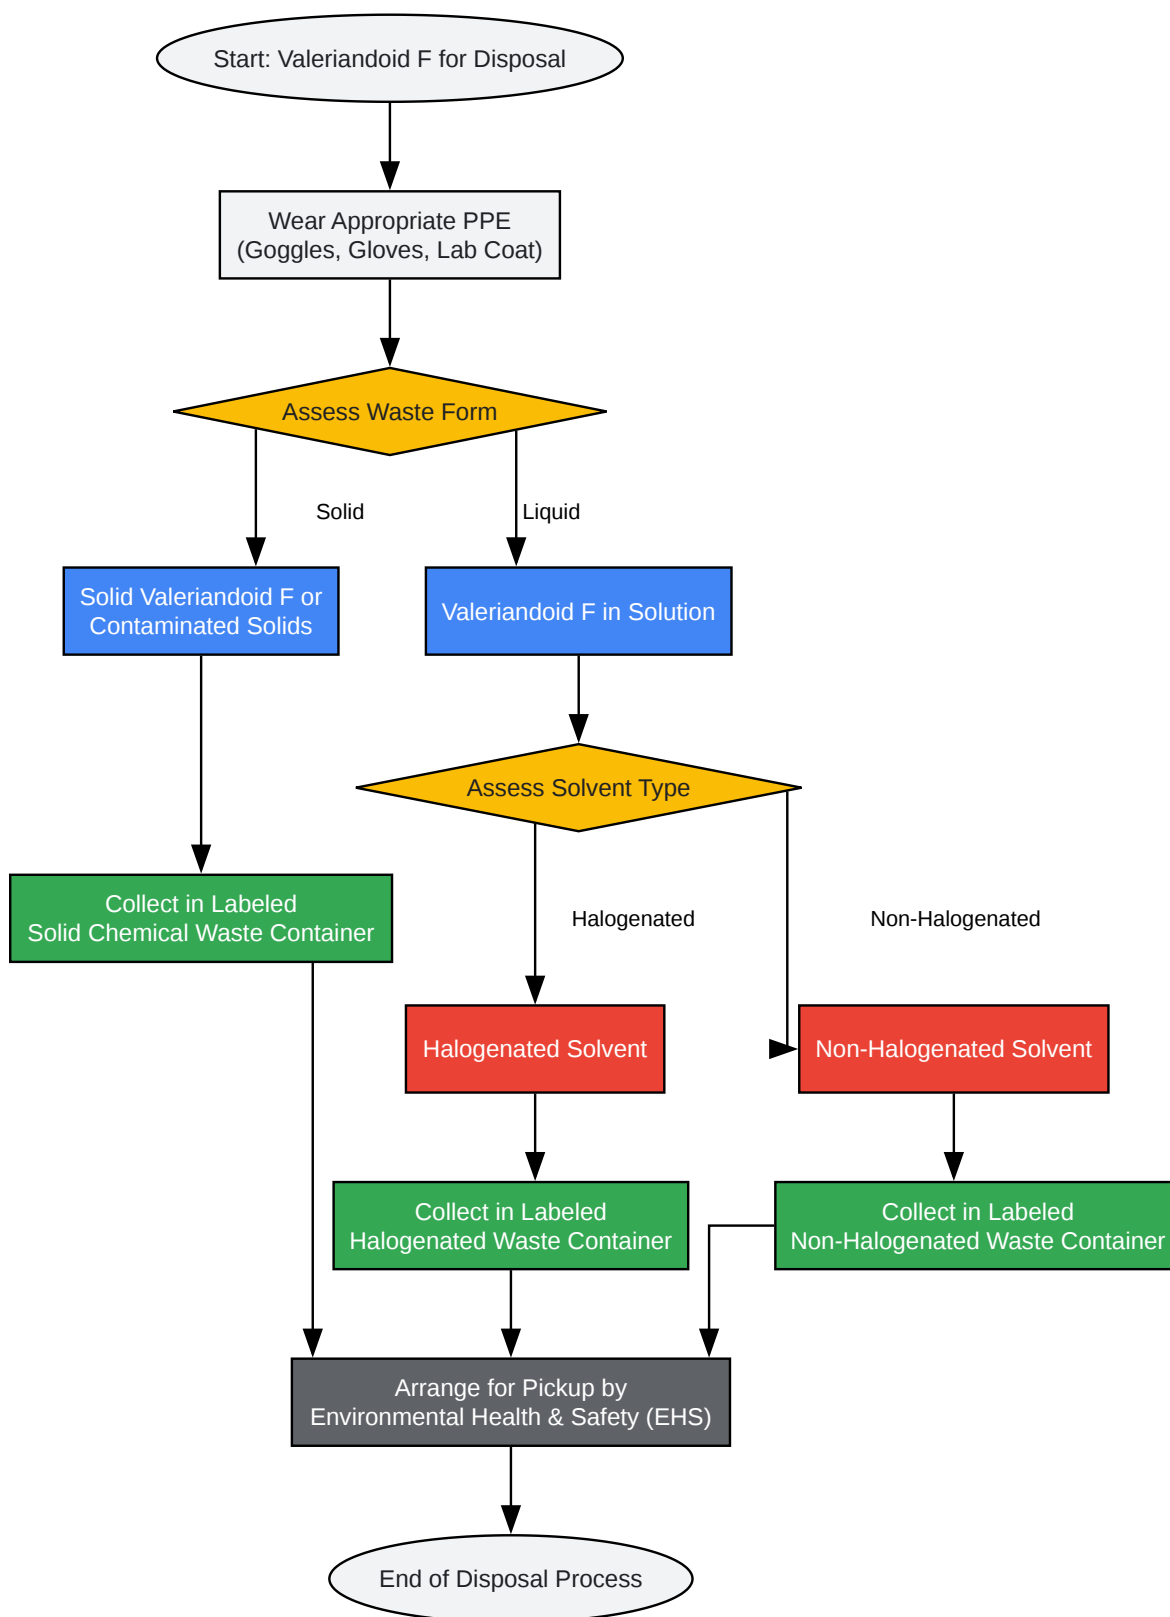 Start: Valeriandoid F for Disposal
Wear Appropriate PPE
(Goggles, Gloves, Lab Coat)
Assess Waste Form
Solid
Liquid
Solid Valeriandoid F or
Contaminated Solids
Valeriandoid F in Solution
Assess Solvent Type
Collect in Labeled
Solid Chemical Waste Container
Halogenated
Non-Halogenated
Halogenated Solvent
Non-Halogenated Solvent
Collect in Labeled
Halogenated Waste Container
Collect in Labeled
Non-Halogenated Waste Container
Arrange for Pickup by
Environmental Health & Safety (EHS)
End of Disposal Process